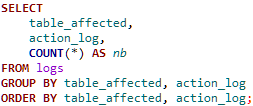 SELECT
table_affected,
action_log,
COUNT(*) AS nb
FROM logs
GROUP BY table_affected, action_log
ORDER BY table_affected, action_log;